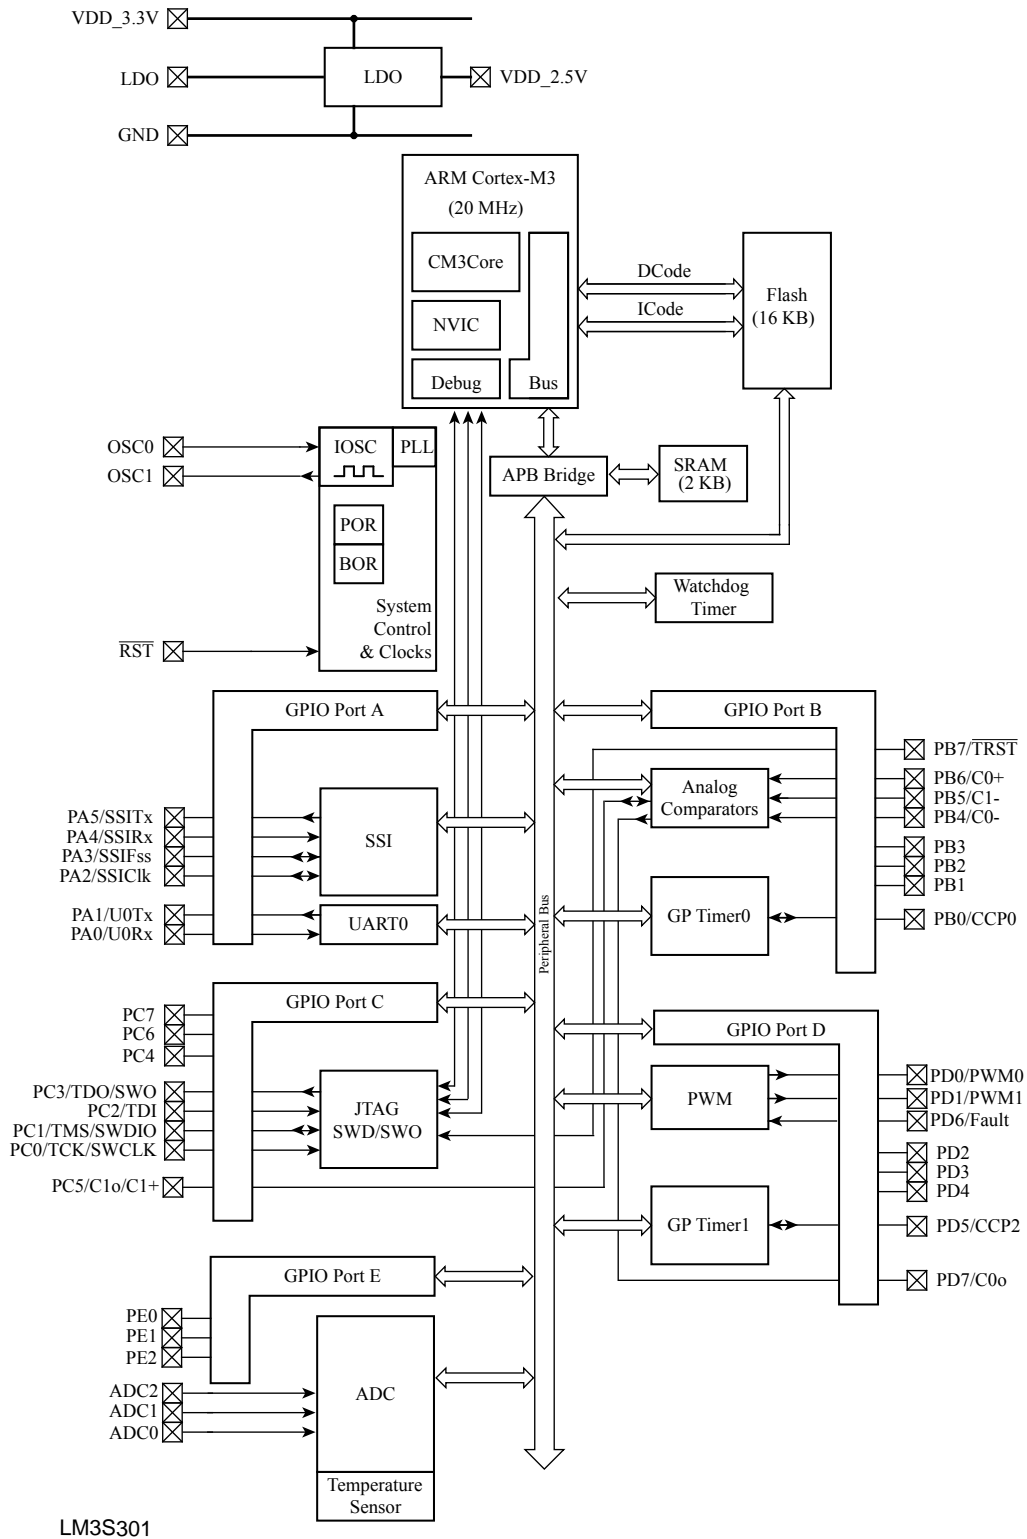 VDD_3.3V
LDO
LDO
VDD_2.5V
GND
ARM Cortex-M3
(20 MHz)
CM3Core
NVIC
Debug
Bus
DCode
ICode
Flash
(16 KB)
OSC0
OSC1
IOSC
PLL
POR
BOR
System
Control
& Clocks
RST
APB Bridge
SRAM
(2 KB)
Watchdog
Timer
GPIO Port A
PA5/SSITx
PA4/SSIRx
PA3/SSIFss
PA2/SSIClk
SSI
PA1/U0Tx
PA0/U0Rx
UART0
Peripheral Bus
GPIO Port B
PB7/TRST
Analog
Comparators
PB6/C0+
PB5/C1-
PB4/C0-
PB3
PB2
PB1
GP Timer0
PB0/CCP0
GPIO Port C
PC7
PC6
PC4
PC3/TDO/SWO
PC2/TDI
PC1/TMS/SWDIO
PC0/TCK/SWCLK
JTAG
SWD/SWO
PC5/C1o/C1+
GPIO Port D
PWM
PD0/PWM0
PD1/PWM1
PD6/Fault
PD2
PD3
PD4
GP Timer1
PD5/CCP2
PD7/C0o
GPIO Port E
PE0
PE1
PE2
ADC2
ADC1
ADC0
ADC
Temperature
Sensor
LM3S301